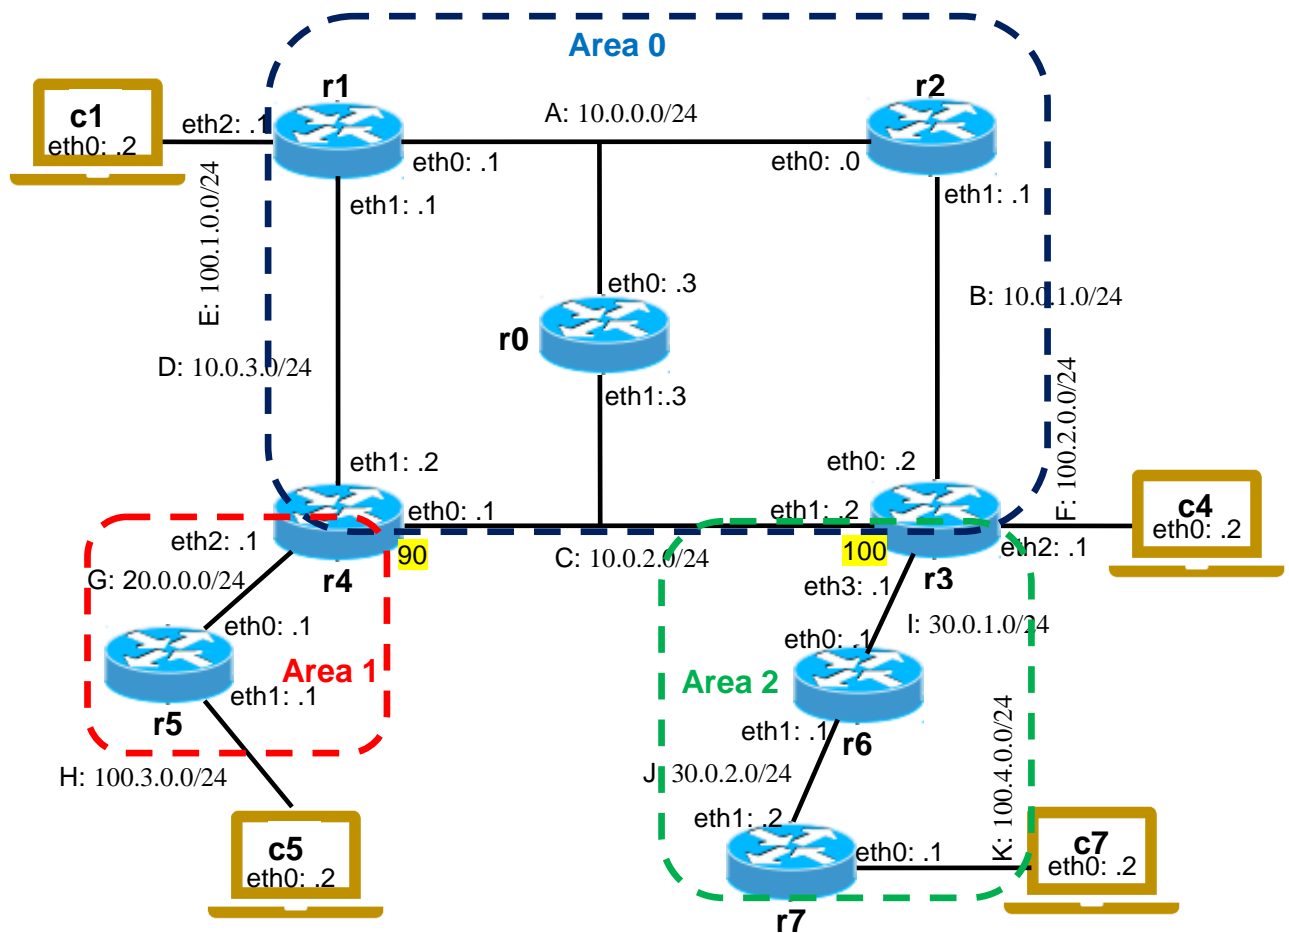 Area 0
r1
r2
c1
eth0: .2
eth2: .1
A: 10.0.0.0/24
eth0: .1
eth0: .0
eth1: .1
eth1: .1
E: 100.1.0.0/24
eth0: .3
B: 10.0.1.0/24
r0
D: 10.0.3.0/24
eth1:.3
F: 100.2.0.0/24
eth1: .2
eth0: .2
eth0: .1
eth1: .2
c4
eth0: .2
eth2: .1
90
C: 10.0.2.0/24
100
eth2: .1
r4
r3
G: 20.0.0.0/24
eth3: .1
eth0: .1
eth0: .1
I: 30.0.1.0/24
Area 1
Area 2
eth1: .1
r5
eth1: .1
r6
H: 100.3.0.0/24
J: 30.0.2.0/24
K: 100.4.0.0/24
eth1: .2
c5
eth0: .2
eth0: .1
c7
eth0: .2
r7